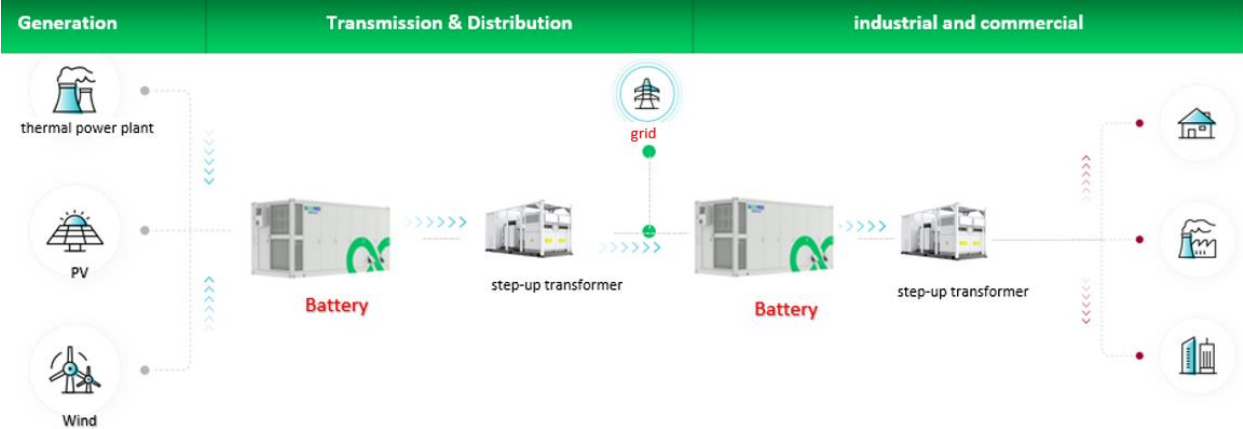 Generation
Transmission & Distribution
industrial and commercial
thermal power plant
grid
PV
step-up transformer
Battery
step-up transformer
Battery
Wind